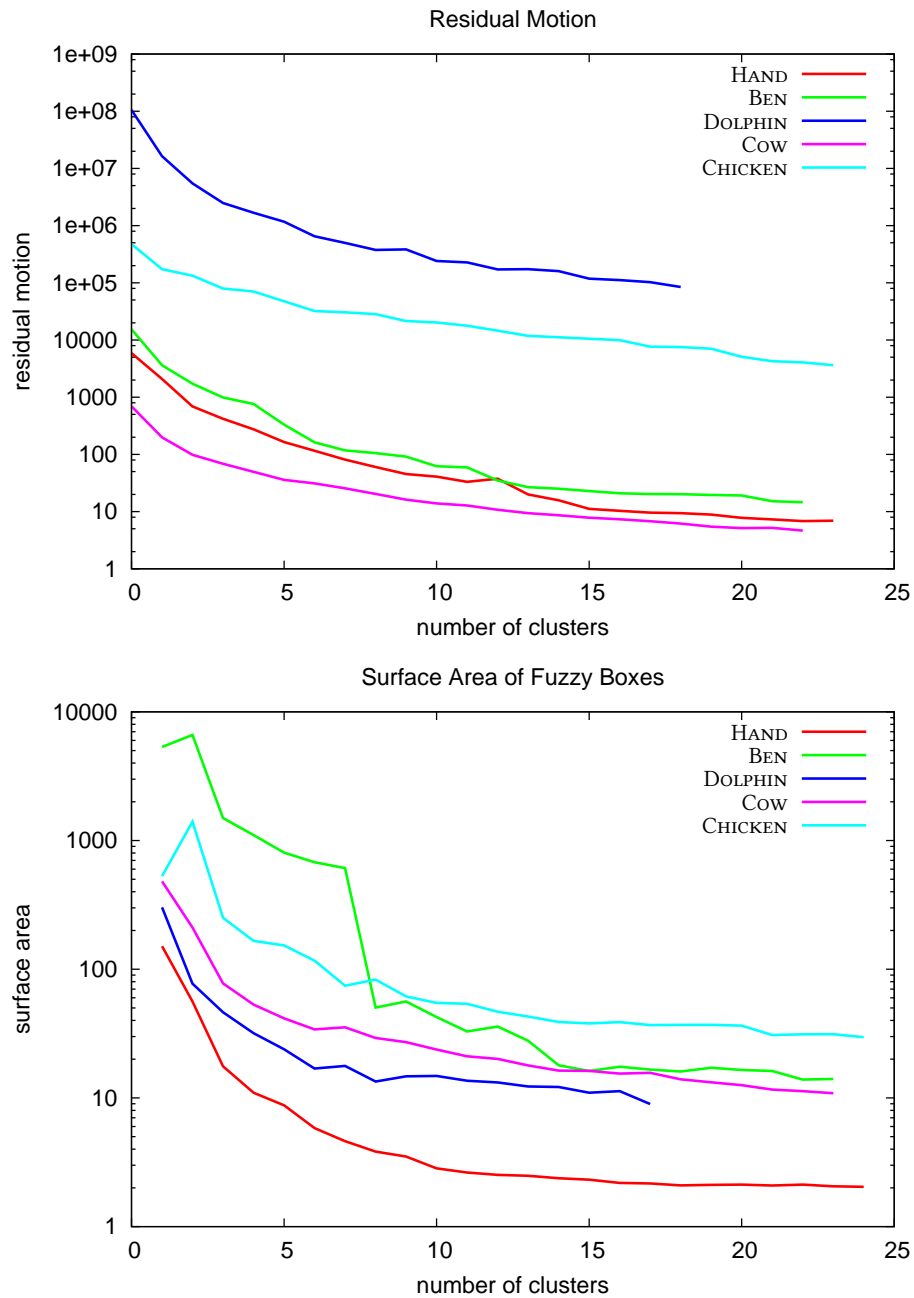 Residual Motion
1e+09
1e+08
1e+07
1e+06
1e+05
10000
1000
100
10
1
residual motion
HAND
BEN
DOLPHIN
COW
CHICKEN
0 5 10 15 20 25
number of clusters
Surface Area of Fuzzy Boxes
10000
1000
100
10
1
surface area
HAND
BEN
DOLPHIN
COW
CHICKEN
0 5 10 15 20 25
number of clusters